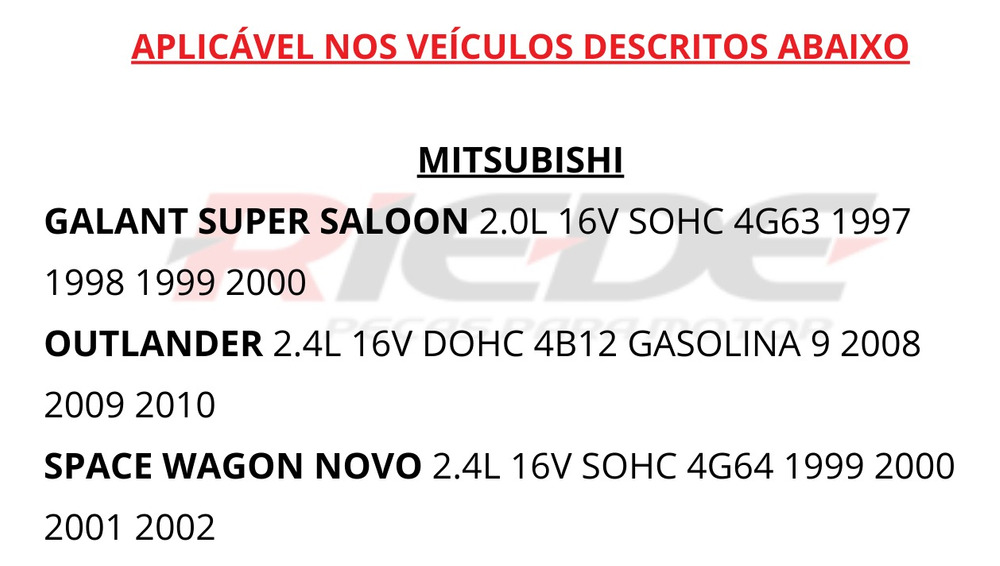 APLICÁVEL NOS VEÍCULOS DESCRITOS ABAIXO
MITSUBISHI
RIEDE
PEÇAS PARA MOTOR
GALANT SUPER SALOON 2.0L 16V SOHC 4G63 1997
1998 1999 2000
OUTLANDER 2.4L 16V DOHC 4B12 GASOLINA 9 2008
2009 2010
SPACE WAGON NOVO 2.4L 16V SOHC 4G64 1999 2000
2001 2002